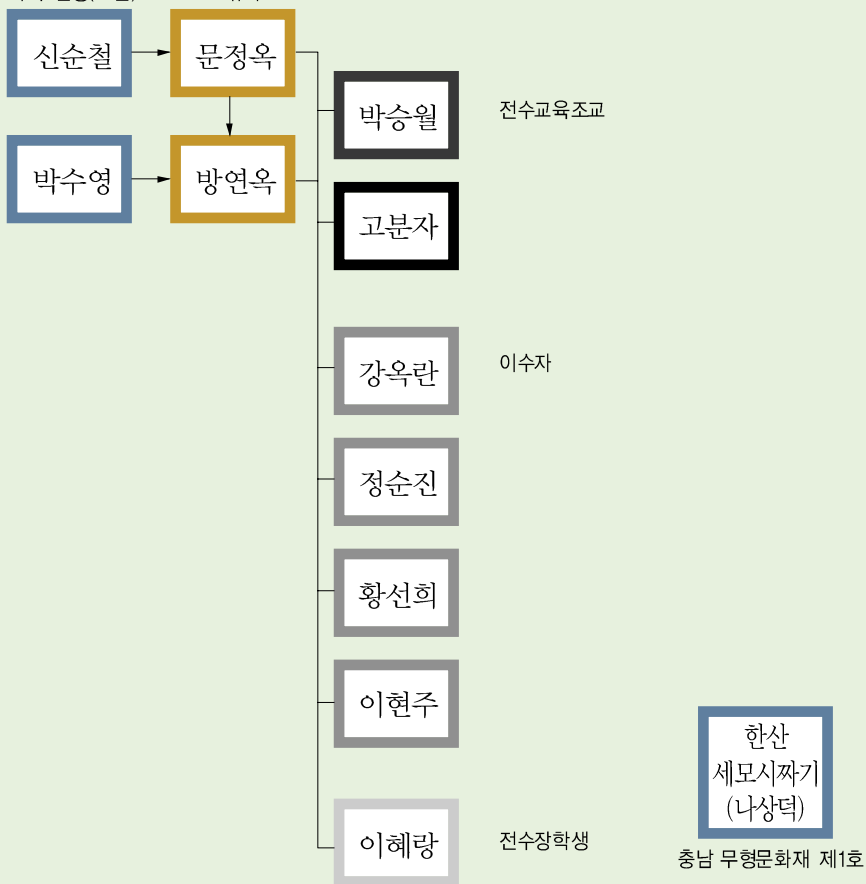 신순철
문정옥
박수영
방연옥
박승월
전수교육조교
고분자
강옥란
이수자
정순진
황선희
이현주
이혜랑
전수장학생
한산
세모시짜기
(나상덕)
충남 무형문화재 제1호